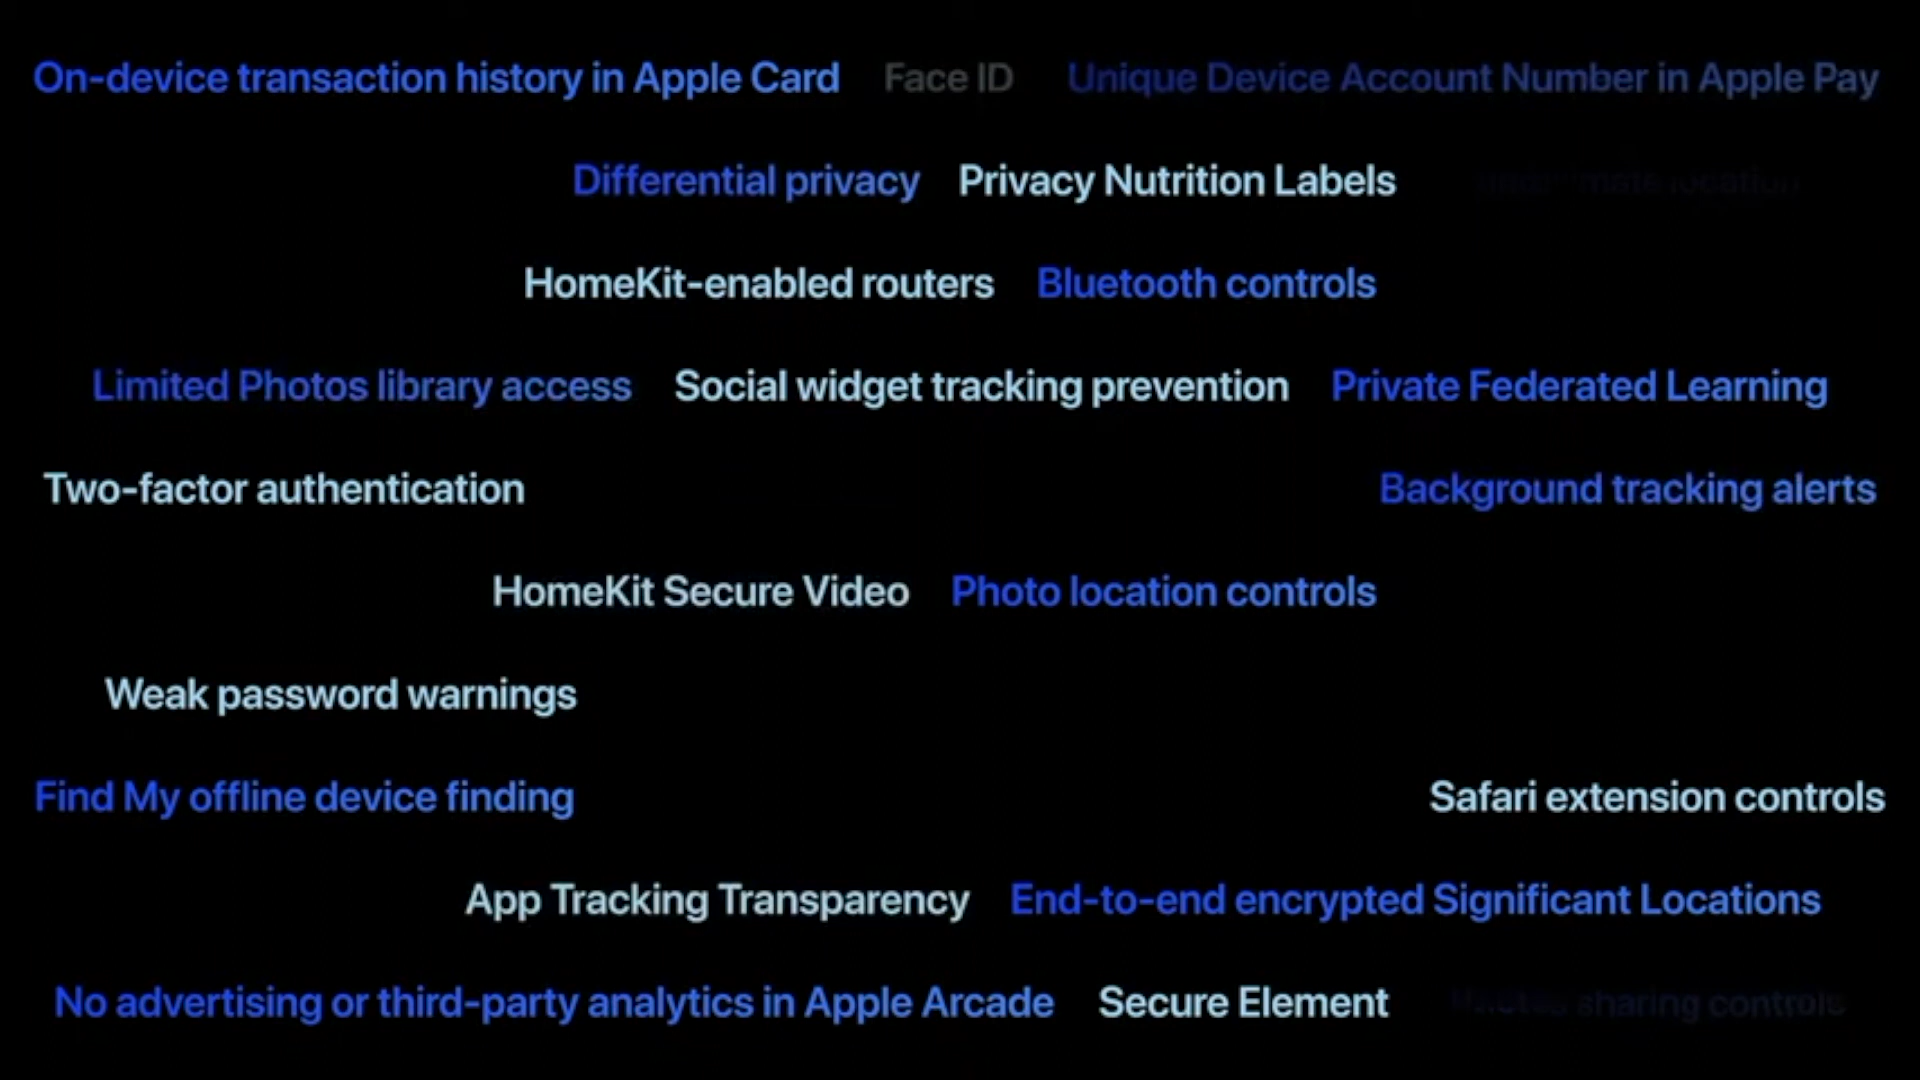 On-device transaction history in Apple Card Face ID Unique Device Account Number in Apple Pay
Differential privacy Privacy Nutrition Labels location
HomeKit-enabled routers Bluetooth controls
Limited Photos library access Social widget tracking prevention Private Federated Learning
Two-factor authentication Background tracking alerts
HomeKit Secure Video Photo location controls
Weak password warnings
Find My offline device finding Safari extension controls
App Tracking Transparency End-to-end encrypted Significant Locations
No advertising or third-party analytics in Apple Arcade Secure Element sharing controls